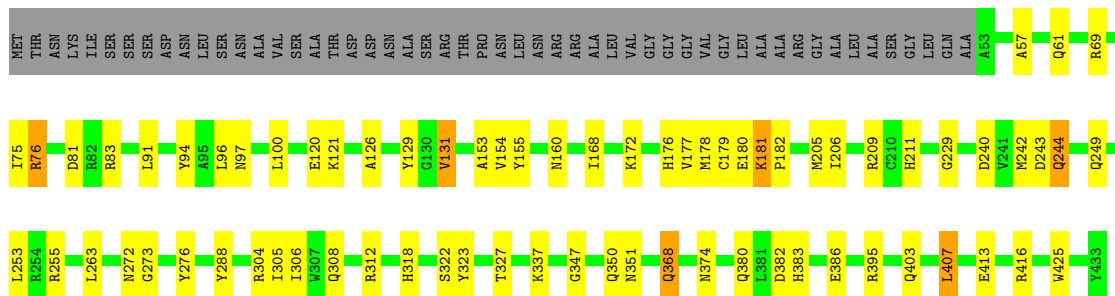 MET THR ASN LYS ILE SER SER SER ASP ASN LEU SER ASN ALA VAL SER ALA THR ASP ASP ASN ALA SER ARG THR PRO ASN LEU ASN ARG ARG ALA LEU VAL GLY GLY GLY VAL GLY LEU ALA ALA ARG GLY ALA LEU ALA SER GLY LEU GLN ALA A53 A57 Q61 R69
I75 R76 D81 R82 R83 L91 Y94 A95 L96 N97 L100 E120 K121 A126 Y129 G130 V131 A153 V154 Y155 N160 I168 K172 H176 V177 M178 C179 E180 K181 P182 M205 I206 R209 C210 H211 G229 D240 V241 M242 D243 Q244 Q249
L253 R254 R255 L263 N272 G273 Y276 Y288 R304 I305 I306 W307 Q308 R312 H318 S322 Y323 T327 K337 G347 Q350 N351 Q368 N374 Q380 L381 D382 H383 E386 R395 Q403 L407 E413 R416 W425 Y433